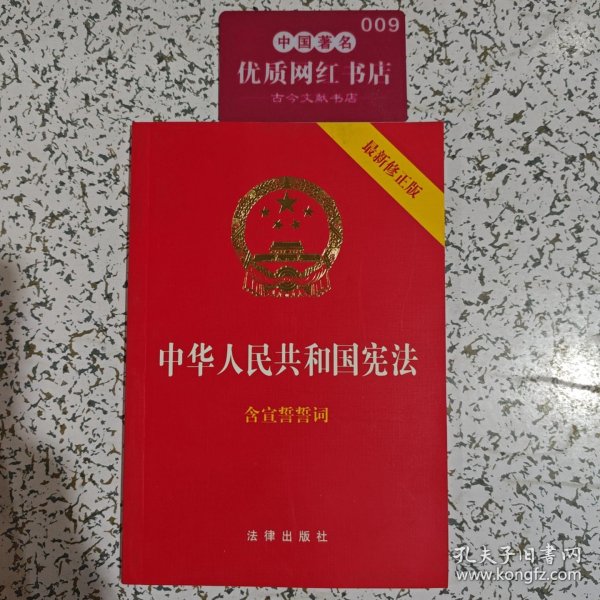 009
中国著名
优质网红书店
古今文献书店
最新修正版
中华人民共和国宪法
含宣誓誓词
法律出版社
孔夫子旧书网
www.kongfz.com